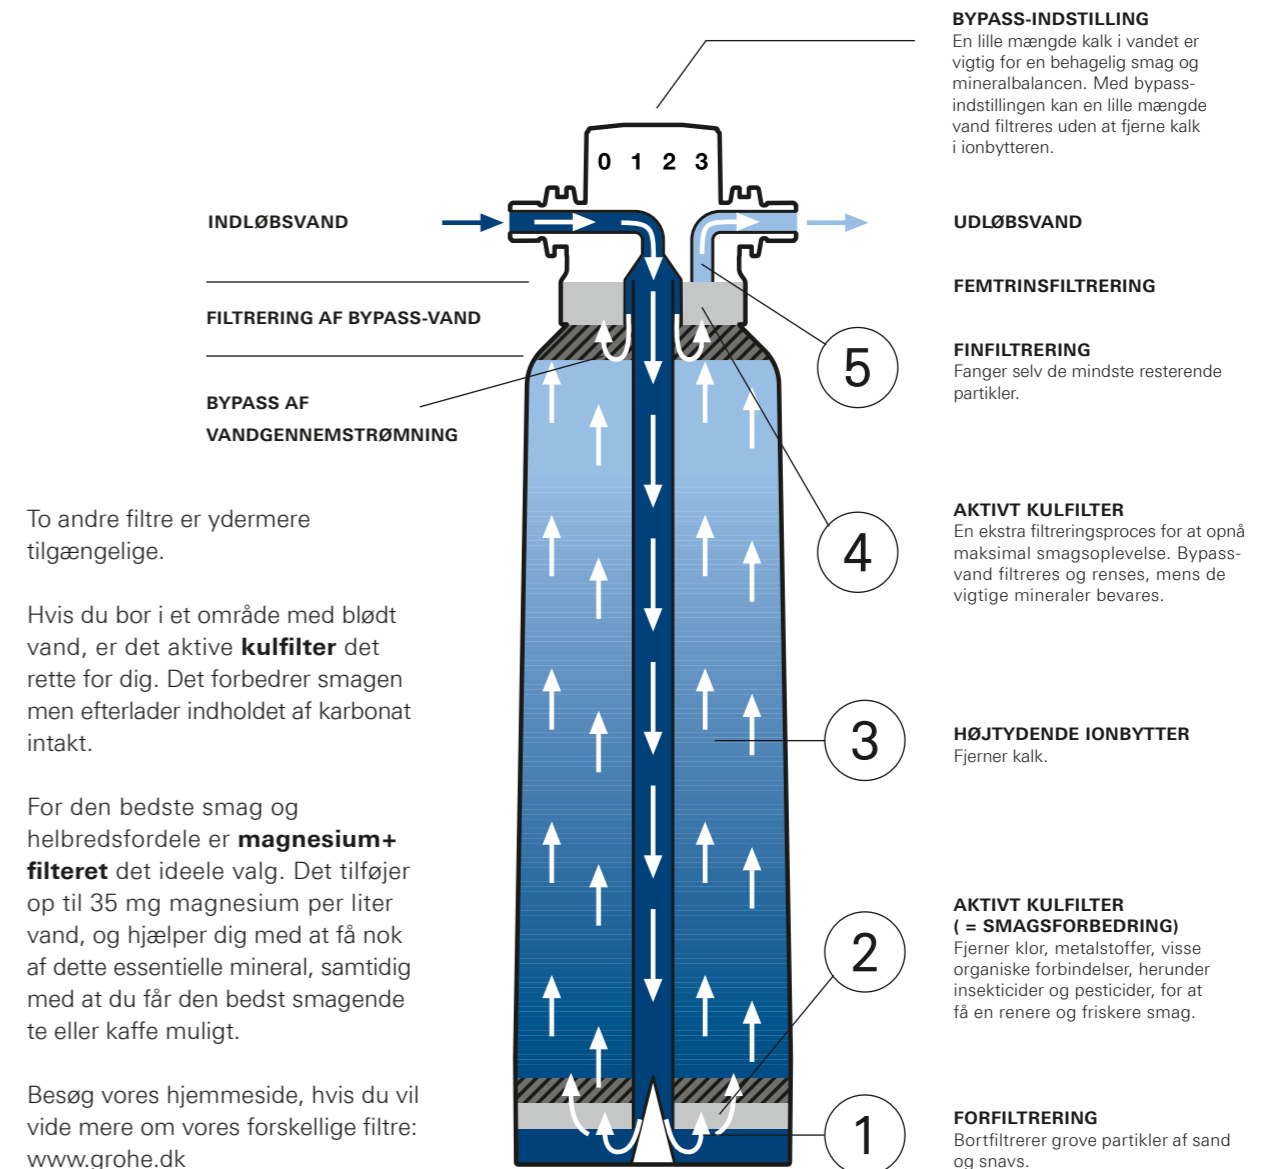 BYPASS-INDSTILLING
En lille mængde kalk i vandet er
vigtig for en behagelig smag og
mineralbalancen. Med bypass-
indstillingen kan en lille mængde
vand filtreres uden at fjerne kalk
i ionbytteren.
0 1 2 3
INDLØBSVAND
UDLØBSVAND
FILTRERING AF BYPASS-VAND
BYPASS AF
VANDGENNEMSTRØMNING
FEMTRINSFILTRERING
5
FINFILTRERING
Fanger selv de mindste resterende
partikler.
4
AKTIVT KULFILTER
En ekstra filtreringsproces for at opnå
maksimal smagsoplevelse. Bypass-
vand filtreres og renses, mens de
vigtige mineraler bevares.
3
HØJTYDENDE IONBYTTER
Fjerner kalk.
2
AKTIVT KULFILTER
( = SMAGSFORBEDRING)
Fjerner klor, metalstoffer, visse
organiske forbindelser, herunder
insekticider og pesticider, for at
få en renere og friskere smag.
1
FORFILTRERING
Bortfiltrerer grove partikler af sand
og snavs.
To andre filtre er ydermere
tilgængelige.
Hvis du bor i et område med blødt
vand, er det aktive kulfilter det
rette for dig. Det forbedrer smagen
men efterlader indholdet af karbonat
intakt.
For den bedste smag og
helbredsfordele er magnesium+
filteret det ideele valg. Det tilføjer
op til 35 mg magnesium per liter
vand, og hjælper dig med at få nok
af dette essentielle mineral, samtidig
med at du får den bedst smagende
te eller kaffe muligt.
Besøg vores hjemmeside, hvis du vil
vide mere om vores forskellige filtre:
www.grohe.dk